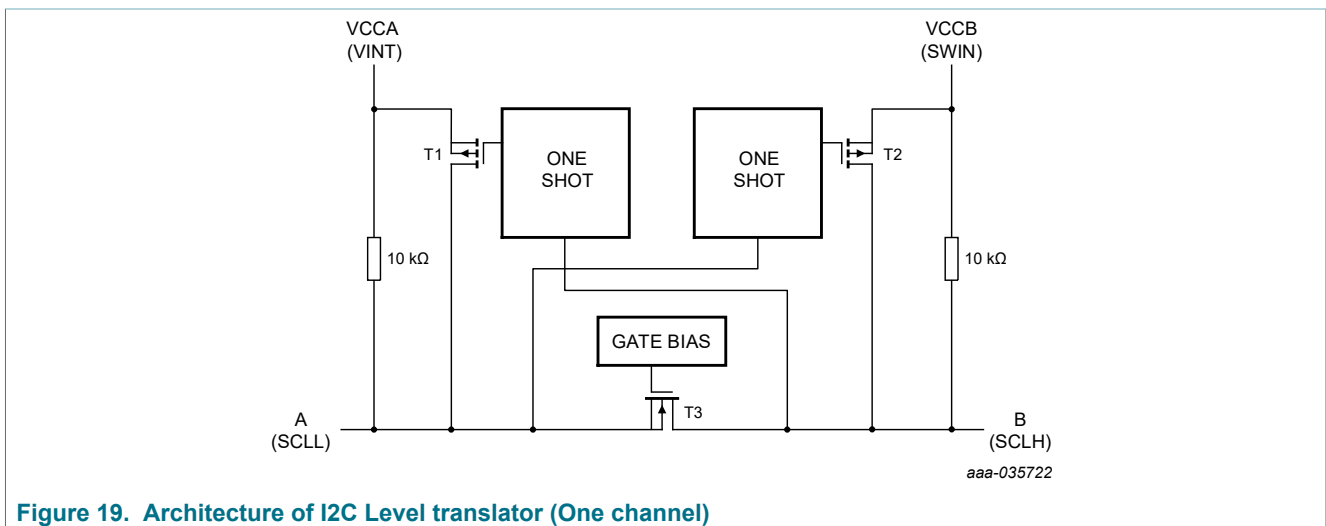 VCCA
(VINT)
VCCB
(SWIN)
T1
ONE
SHOT
ONE
SHOT
T2
10 kΩ
10 kΩ
GATE BIAS
T3
A
(SCLL)
B
(SCLH)
aaa-035722
Figure 19. Architecture of I2C Level translator (One channel)